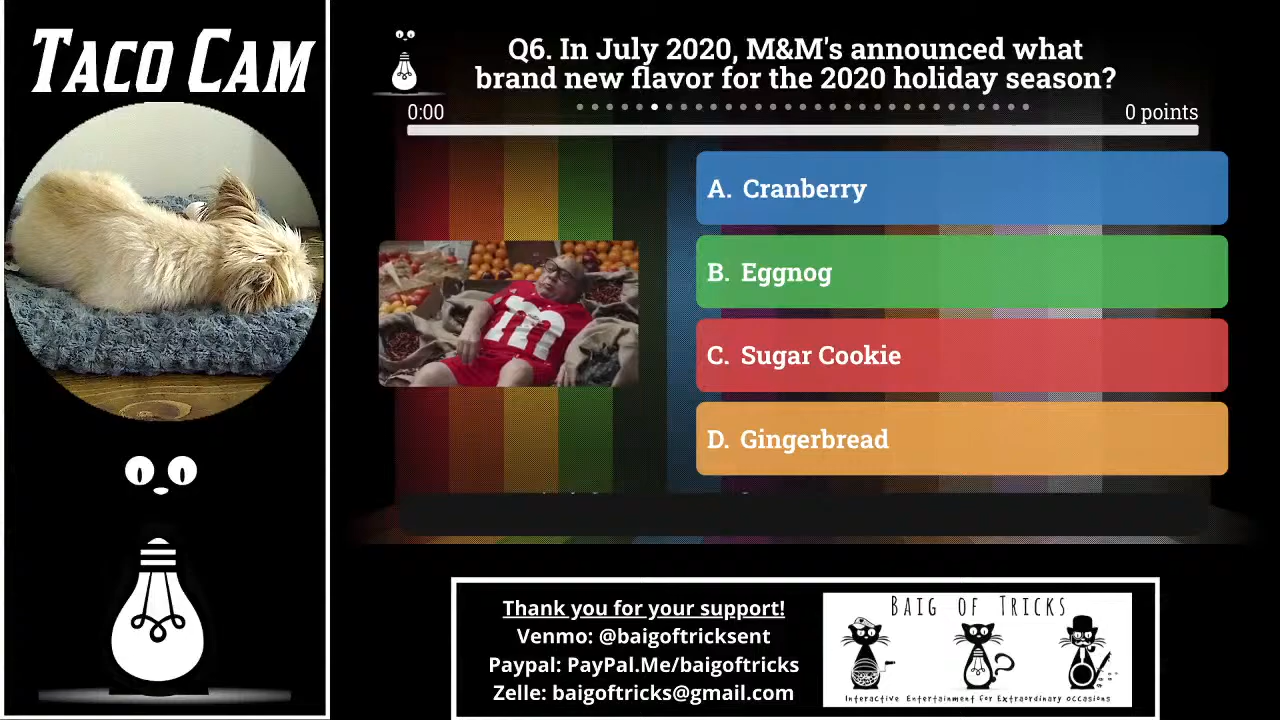 TACO CAM
Q6. In July 2020, M&M's announced what
brand new flavor for the 2020 holiday season?
0:00
0 points
A. Cranberry
B. Eggnog
C. Sugar Cookie
D. Gingerbread
m
Thank you for your support!
Venmo: @baigoftricksent
Paypal: PayPal.Me/baigoftricks
Zelle: baigoftricks@gmail.com
BAIG OF TRICKS
Interactive Entertainment for Extraordinary occasions